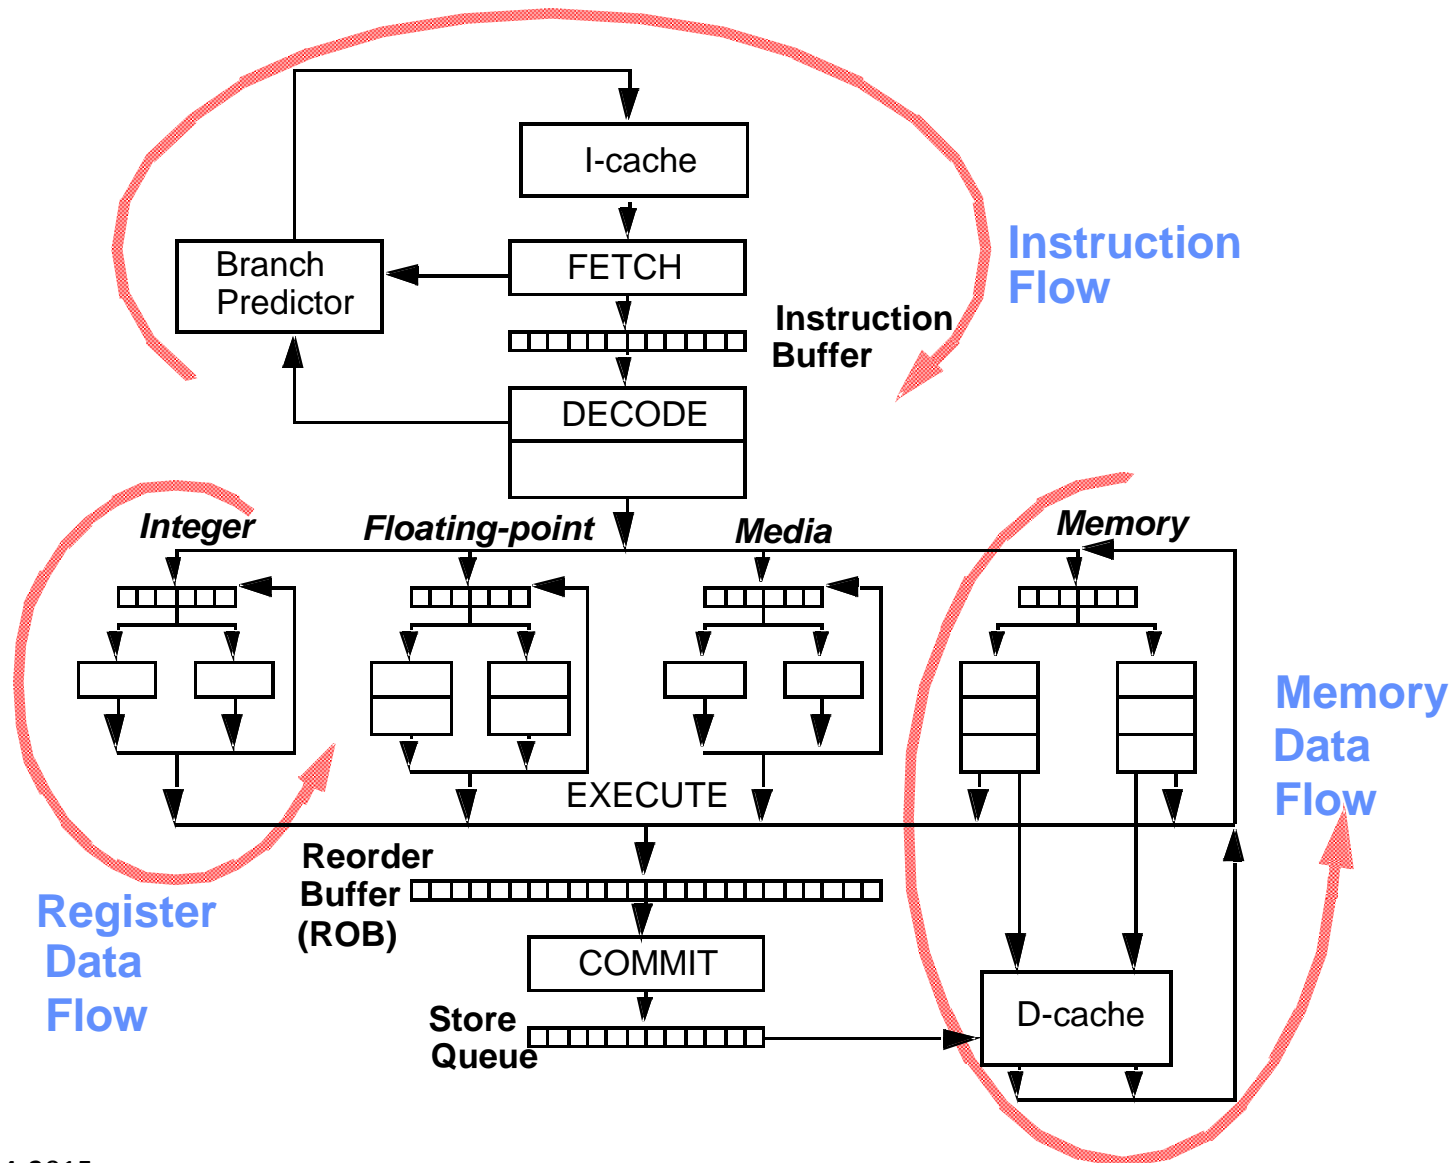 I-cache
Branch
Predictor
FETCH
Instruction
Flow
Instruction
Buffer
DECODE
Integer
Floating-point
Media
Memory
Memory
Data
Flow
EXECUTE
Reorder
Buffer
(ROB)
Register
Data
Flow
COMMIT
Store
Queue
D-cache